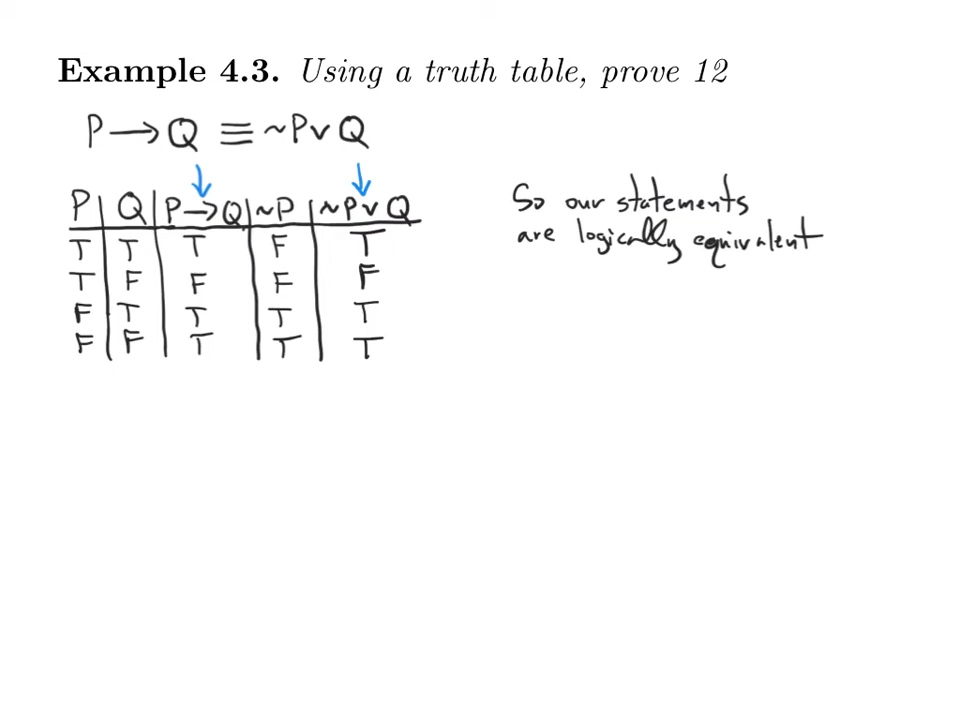 Example 4.3. Using a truth table, prove 12
P → Q ≡ ~P ∨ Q
P Q P → Q ~P ~P ∨ Q
T T T F T
T F F F F
F T T T T
F F T T T
So our statements
are logically equivalent